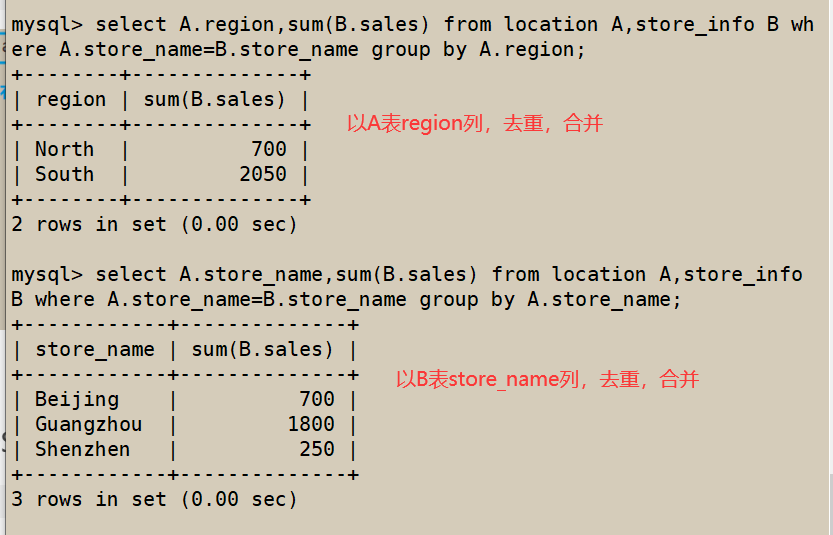 mysql> select A.region,sum(B.sales) from location A,store_info B wh
ere A.store_name=B.store_name group by A.region;
+--------+--------------+
| region | sum(B.sales) |
+--------+--------------+
以A表region列，去重，合并
| North  |          700 |
| South  |         2050 |
+--------+--------------+
2 rows in set (0.00 sec)
mysql> select A.store_name,sum(B.sales) from location A,store_info
B where A.store_name=B.store_name group by A.store_name;
+------------+--------------+
| store_name | sum(B.sales) |
+------------+--------------+
以B表store_name列，去重，合并
| Beijing    |          700 |
| Guangzhou  |         1800 |
| Shenzhen   |          250 |
+------------+--------------+
3 rows in set (0.00 sec)